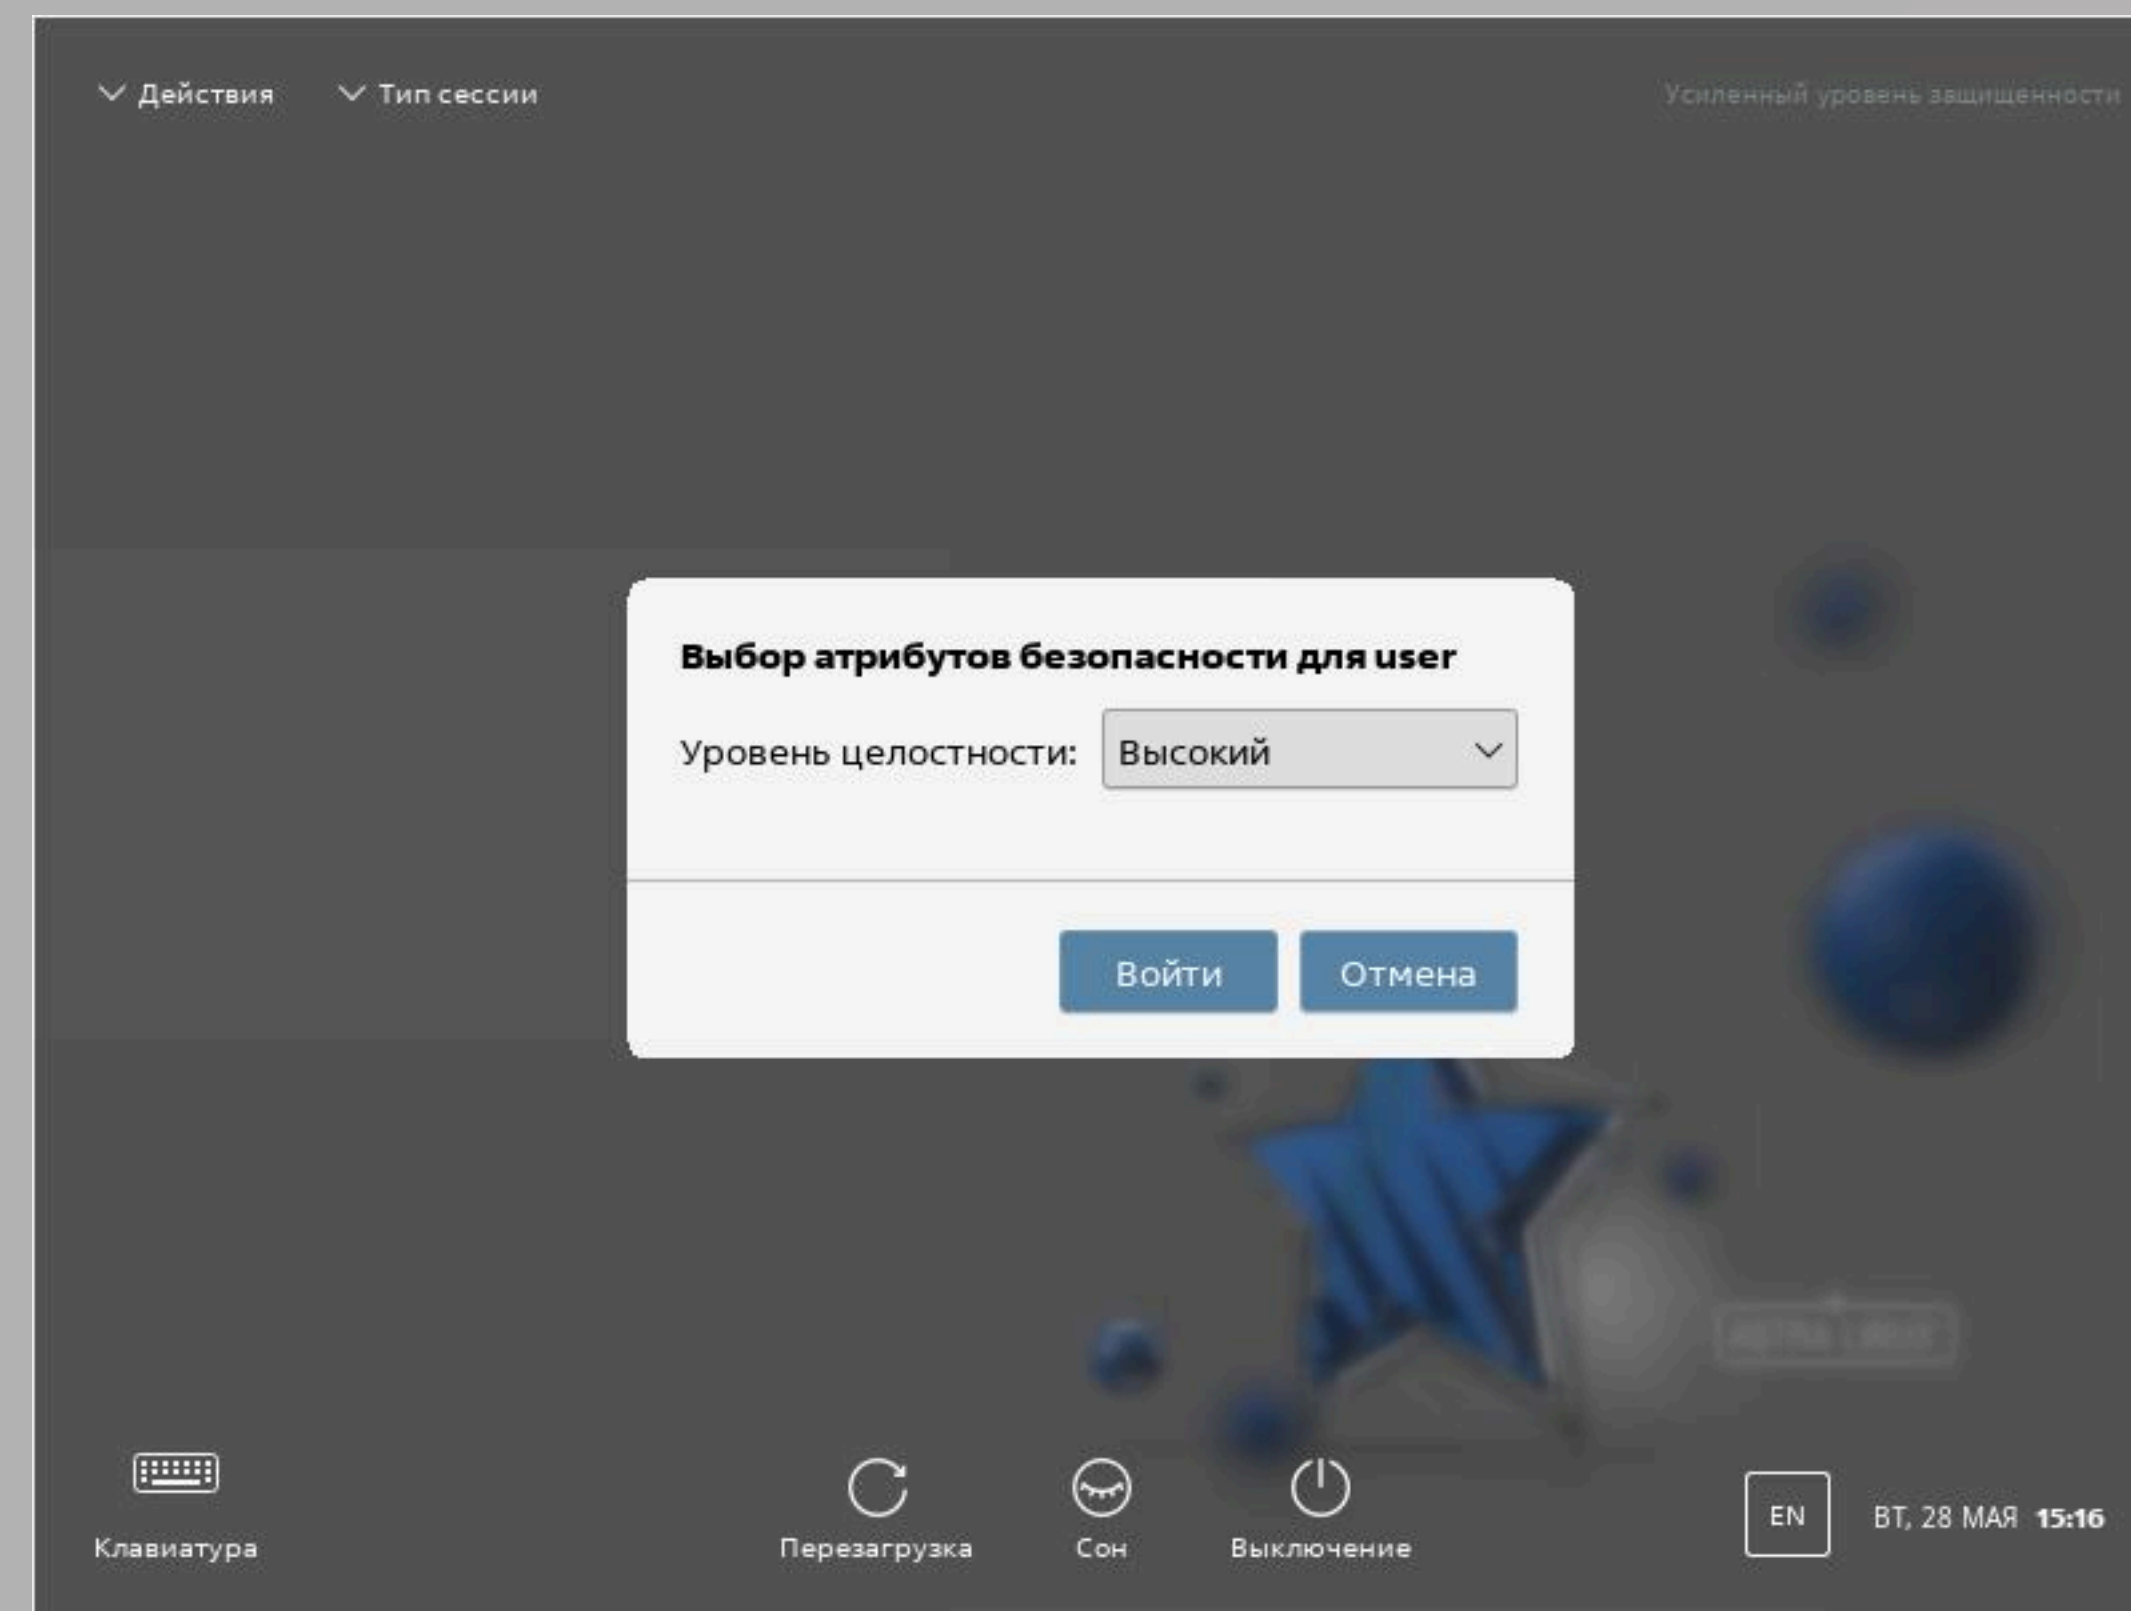 Действия
Тип сессии
Усиленный уровень защищенности
Выбор атрибутов безопасности для user
Уровень целостности:
Высокий
Войти
Отмена
Клавиатура
Перезагрузка
Сон
Выключение
EN
ВТ, 28 МАЯ 15:16